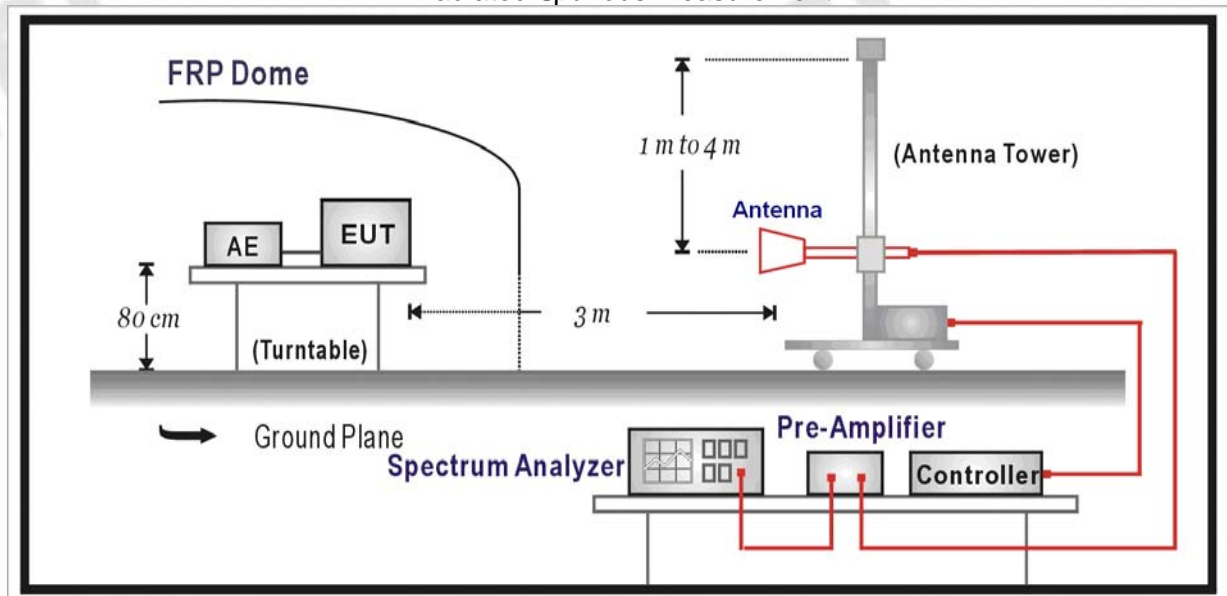 FRP Dome
1 m to 4 m
(Antenna Tower)
Antenna
AE
EUT
80 cm
3 m
(Turntable)
Ground Plane
Pre-Amplifier
Spectrum Analyzer
Controller